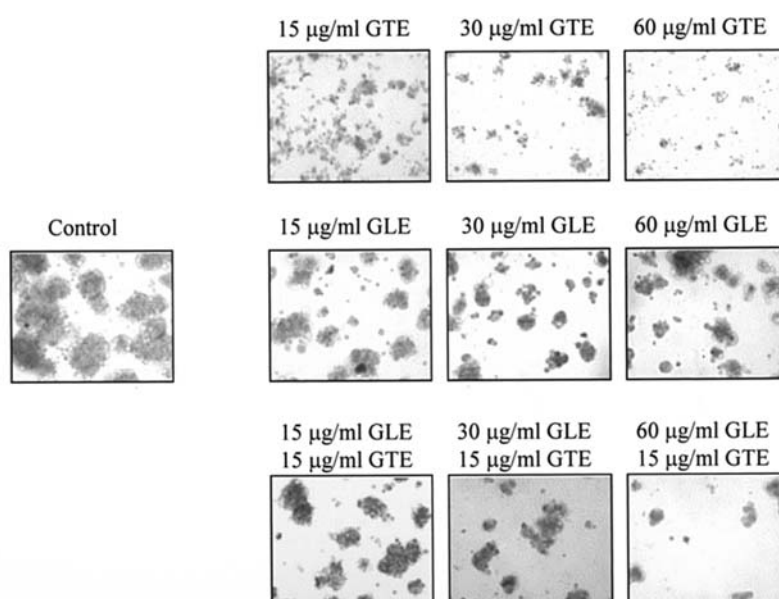 15 μg/ml GTE
30 μg/ml GTE
60 μg/ml GTE
Control
15 μg/ml GLE
30 μg/ml GLE
60 μg/ml GLE
15 μg/ml GLE
15 μg/ml GTE
30 μg/ml GLE
15 μg/ml GTE
60 μg/ml GLE
15 μg/ml GTE